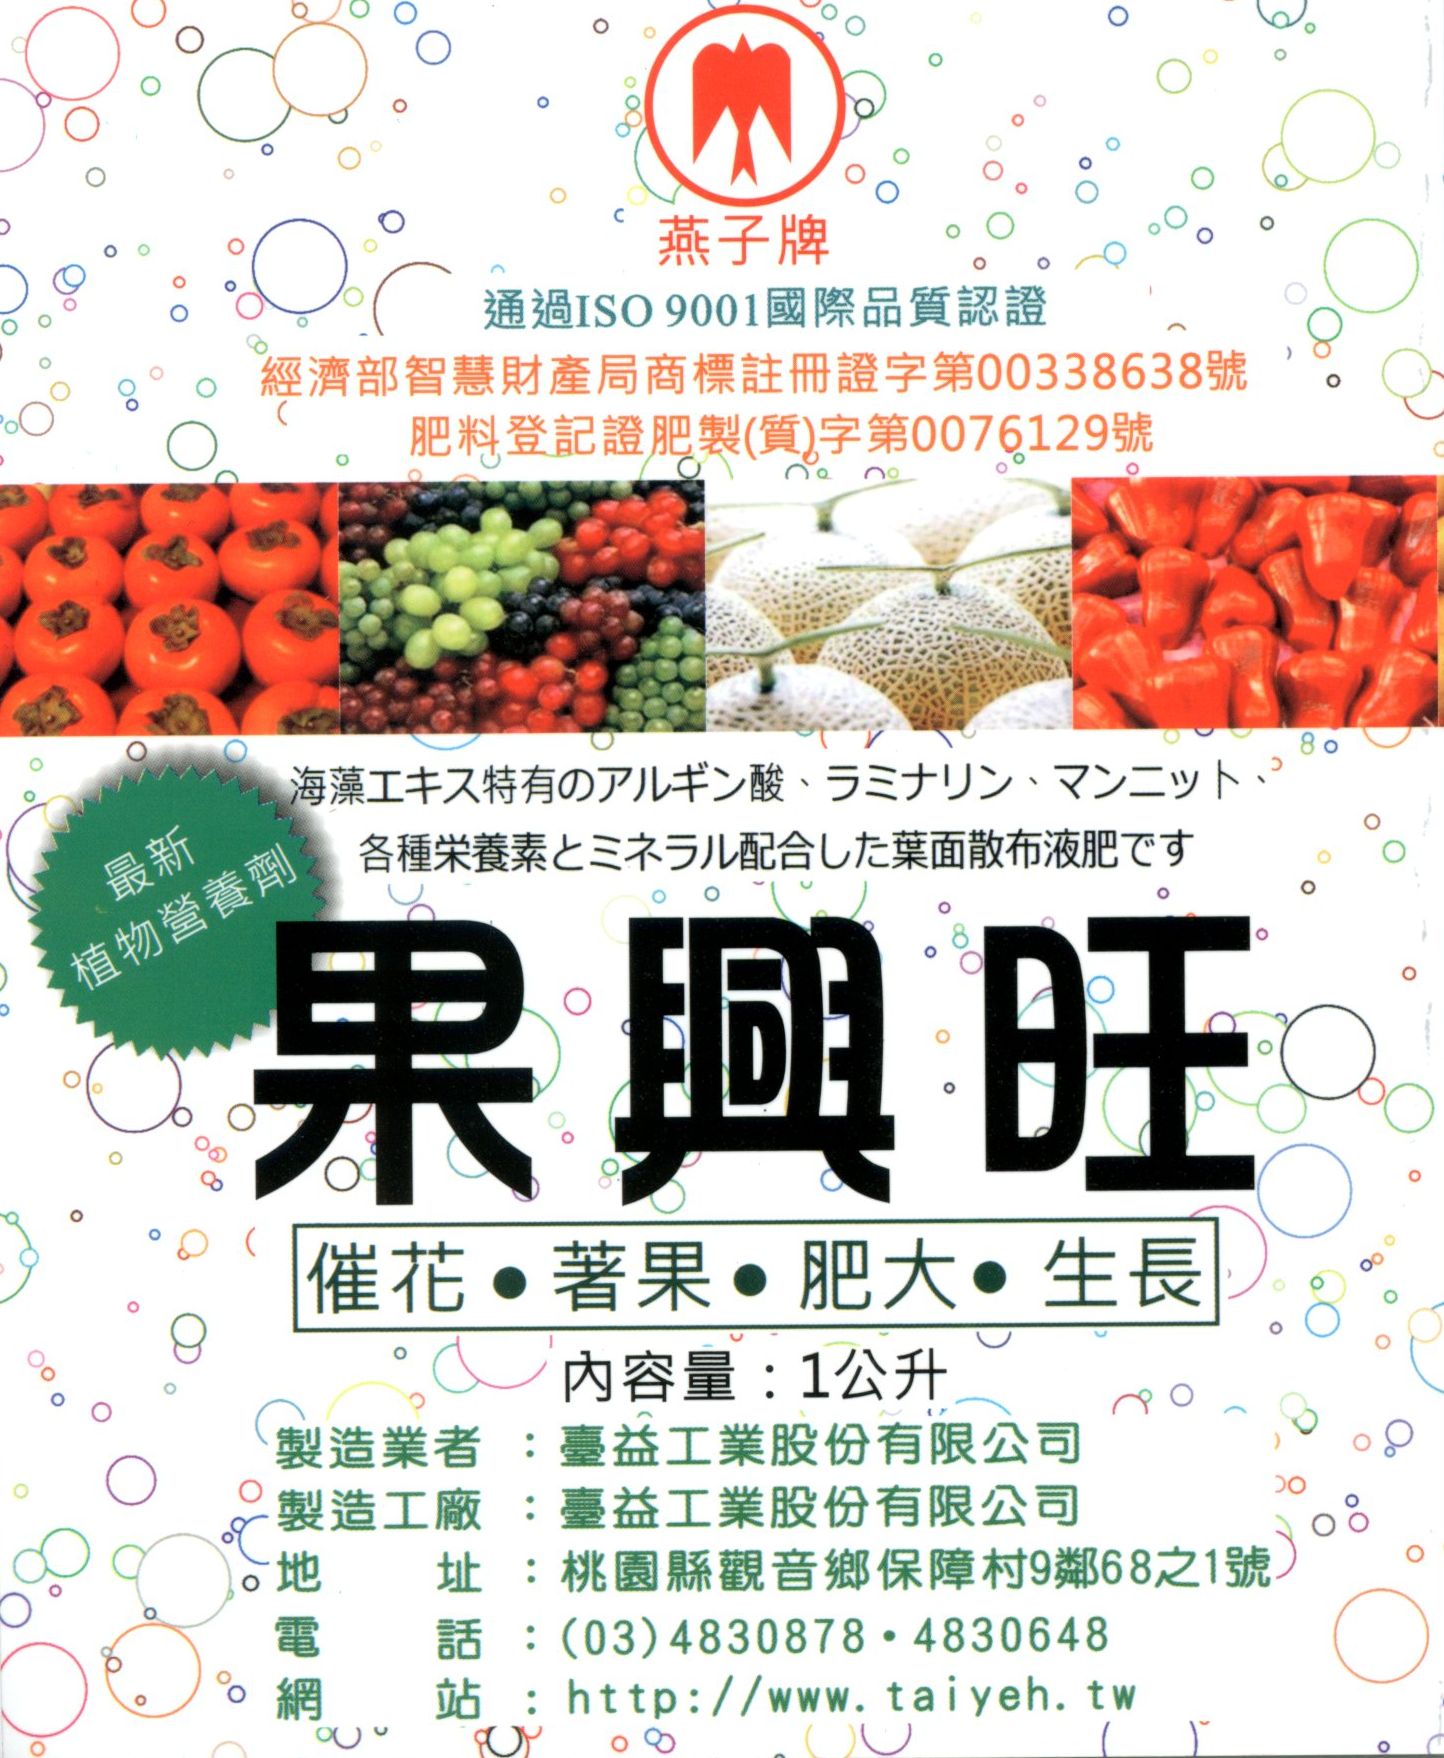 燕子牌
通過ISO 9001國際品質認證
經濟部智慧財產局商標註冊證字第00338638號
肥料登記證肥製(質)字第0076129號
海藻エキス特有のアルギン酸、ラミナリン、マンニット、
各種栄養素とミネラル配合した葉面散布液肥です
最新
植物營養劑
果興旺
催花•著果•肥大•生長
內容量：1公升
製造業者：臺益工業股份有限公司
製造工廠：臺益工業股份有限公司
地址：桃園縣觀音鄉保障村9鄰68之1號
電話：(03)4830878•4830648
網站：http://www.taiyeh.tw